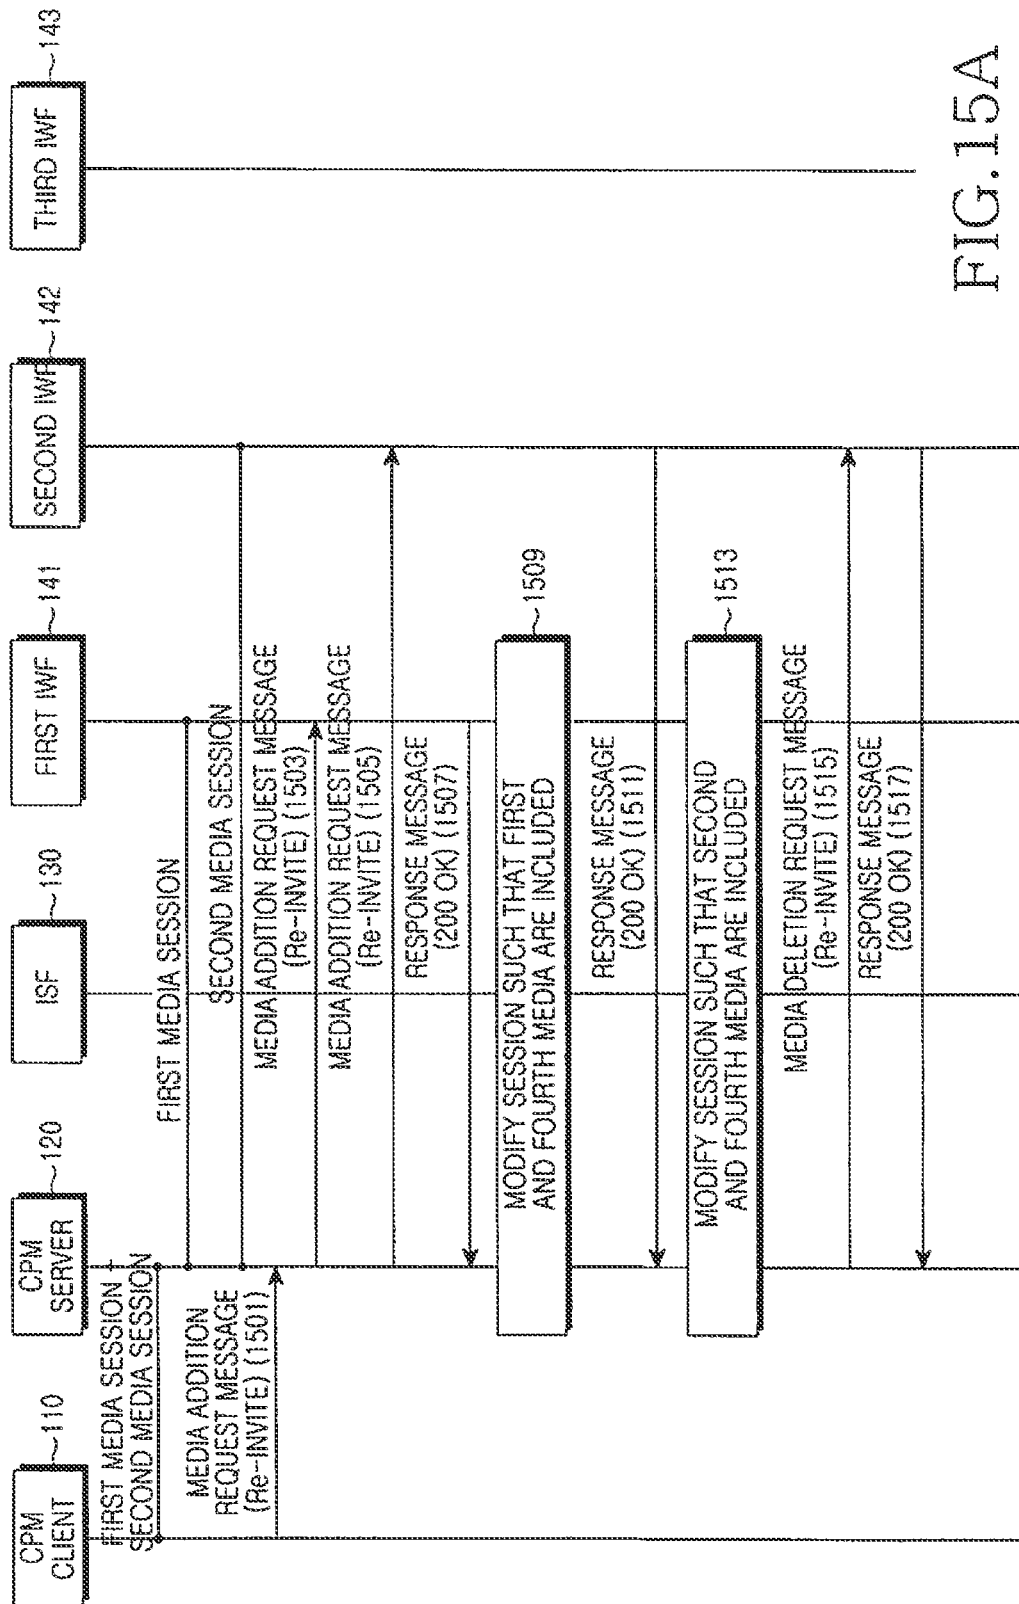 CPM
CLIENT
110
CPM
SERVER
120
ISF
130
FIRST IWF
141
SECOND IWF
142
THIRD IWF
143
FIRST MEDIA SESSION
SECOND MEDIA SESSION
FIRST MEDIA SESSION
SECOND MEDIA SESSION
MEDIA ADDITION
REQUEST MESSAGE
(Re-INVITE) (1501)
MEDIA ADDITION REQUEST MESSAGE
(Re-INVITE) (1503)
MEDIA ADDITION REQUEST MESSAGE
(Re-INVITE) (1505)
RESPONSE MESSAGE
(200 OK) (1507)
MODIFY SESSION SUCH THAT FIRST
AND FOURTH MEDIA ARE INCLUDED
1509
RESPONSE MESSAGE
(200 OK) (1511)
MODIFY SESSION SUCH THAT SECOND
AND FOURTH MEDIA ARE INCLUDED
1513
MEDIA DELETION REQUEST MESSAGE
(Re-INVITE) (1515)
RESPONSE MESSAGE
(200 OK) (1517)
FIG.15A